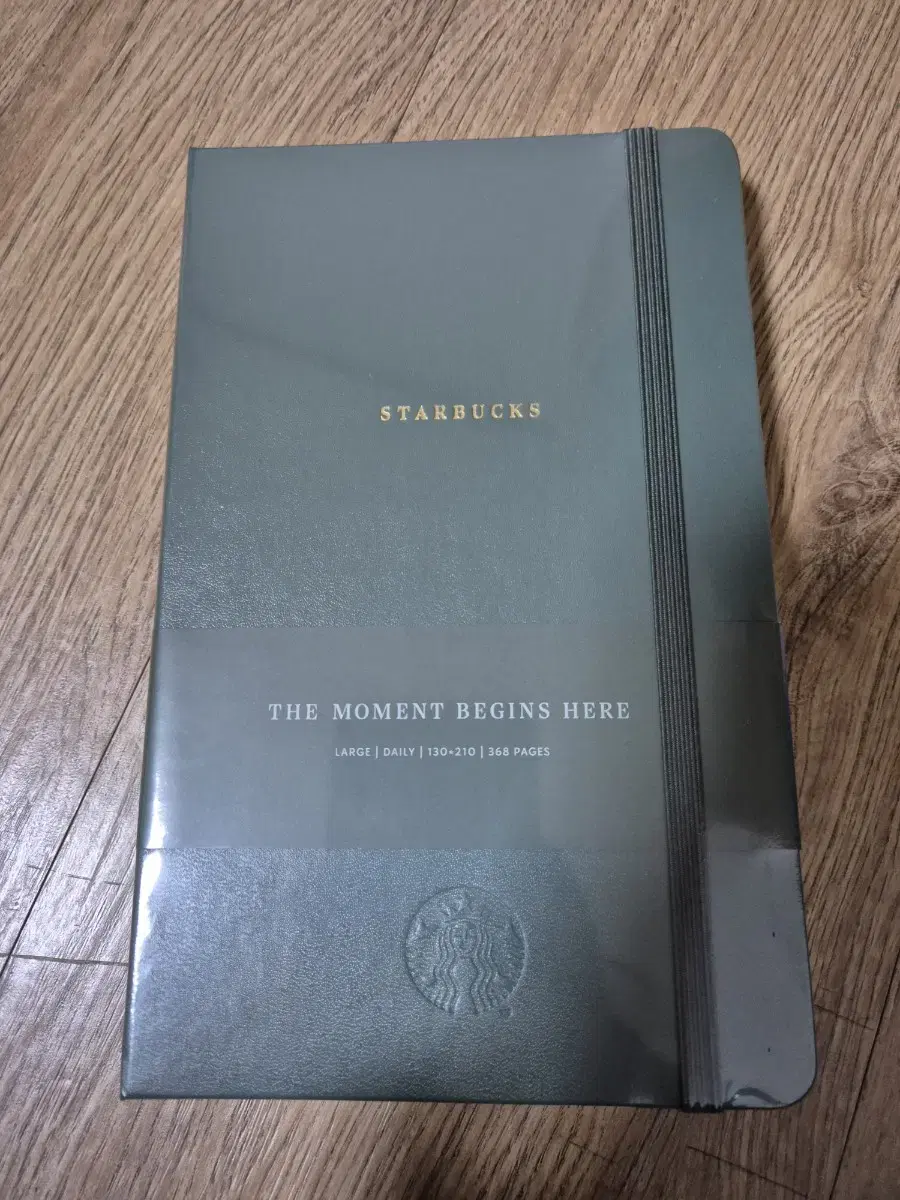 STARBUCKS
THE MOMENT BEGINS HERE
LARGE | DAILY | 130*210 | 368 PAGES